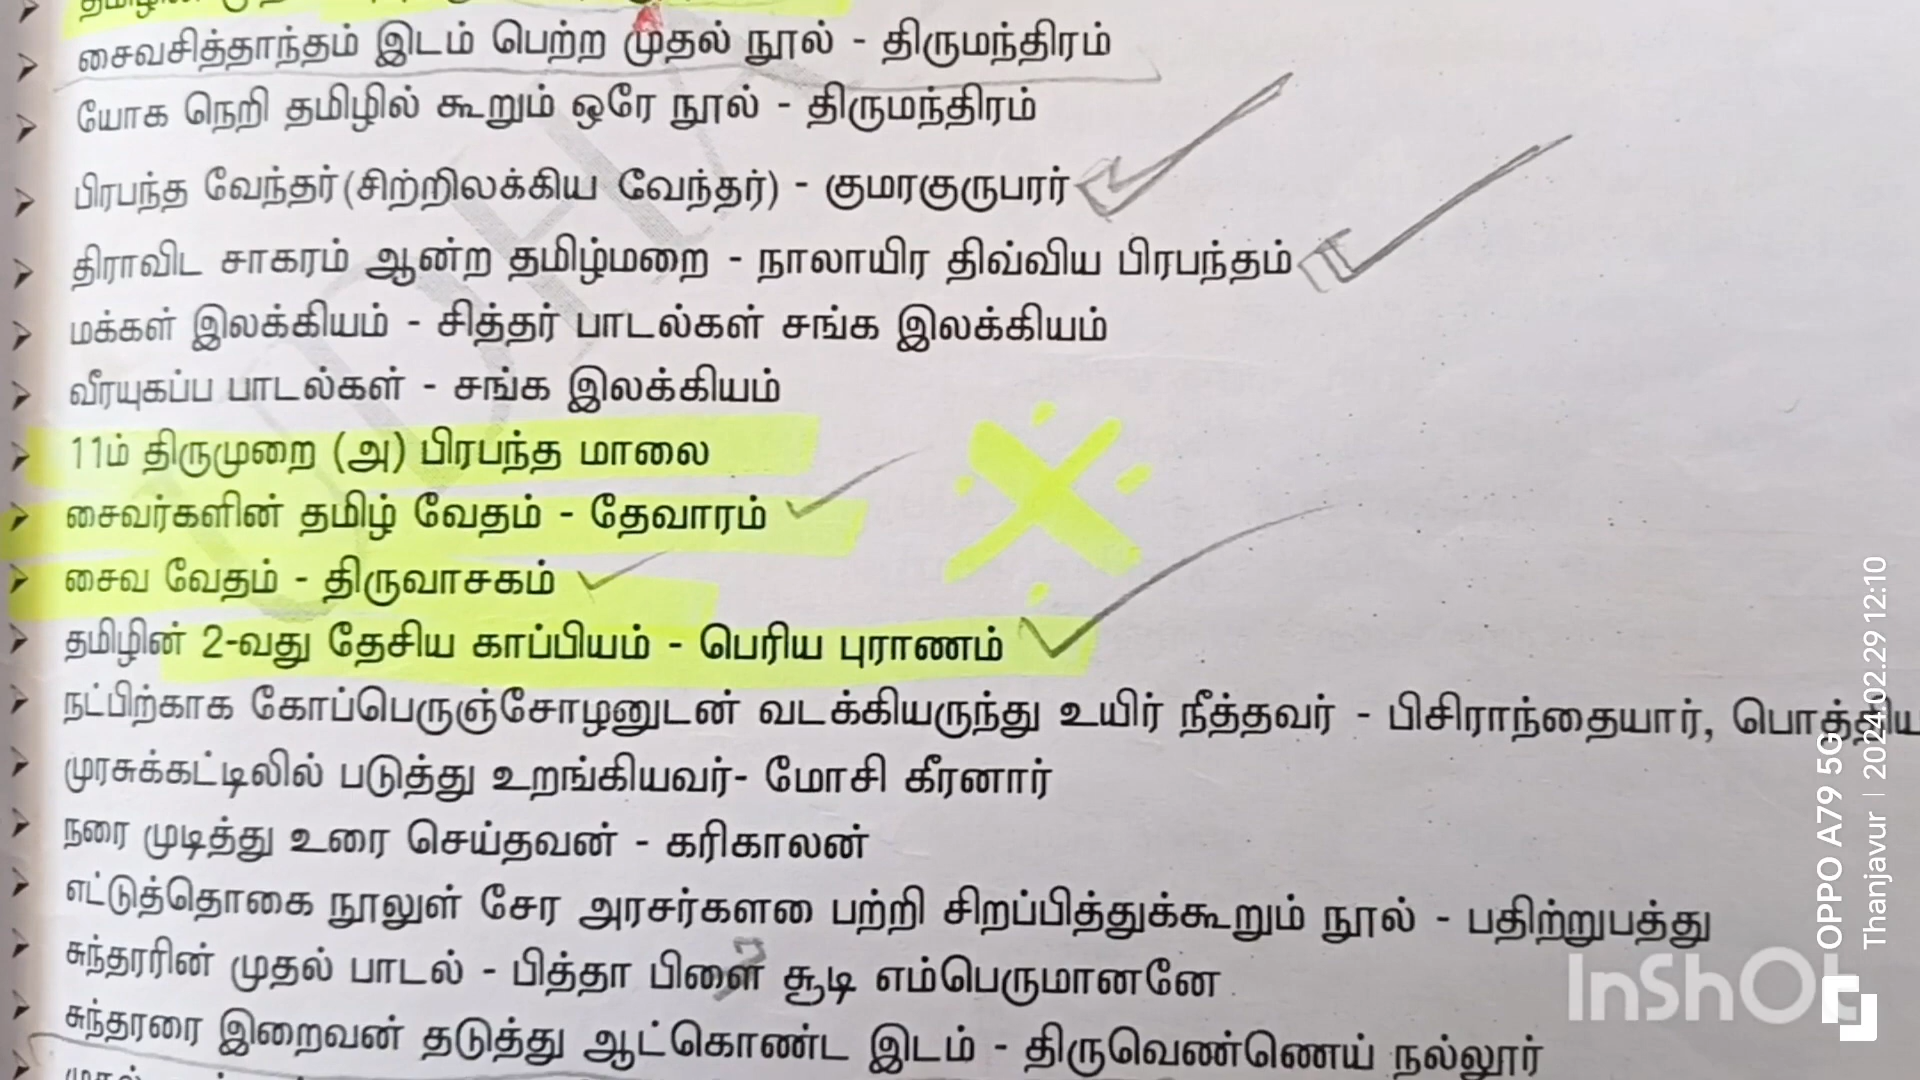 சைவசித்தாந்தம் இடம் பெற்ற முதல் நூல் - திருமந்திரம்
யோக நெறி தமிழில் கூறும் ஒரே நூல் - திருமந்திரம்
பிரபந்த வேந்தர்(சிற்றிலக்கிய வேந்தர்) - குமரகுருபரர்
திராவிட சாகரம் ஆன்ற தமிழ்மறை - நாலாயிர திவ்விய பிரபந்தம்
மக்கள் இலக்கியம் - சித்தர் பாடல்கள் சங்க இலக்கியம்
வீரயுகப்ப பாடல்கள் - சங்க இலக்கியம்
11ம் திருமுறை (அ) பிரபந்த மாலை
சைவர்களின் தமிழ் வேதம் - தேவாரம்
சைவ வேதம் - திருவாசகம்
தமிழின் 2-வது தேசிய காப்பியம் - பெரிய புராணம்
நட்பிற்காக கோப்பெருஞ்சோழனுடன் வடக்கியருந்து உயிர் நீத்தவர் - பிசிராந்தையார், பொத்திய
முரசுக்கட்டிலில் படுத்து உறங்கியவர்- மோசி கீரனார்
நரை முடித்து உரை செய்தவன் - கரிகாலன்
எட்டுத்தொகை நூலுள் சேர அரசர்களளை பற்றி சிறப்பித்துக்கூறும் நூல் - பதிற்றுபத்து
சுந்தரரின் முதல் பாடல் - பித்தா பிளை சூடி எம்பெருமானனே
சுந்தரரை இறைவன் தடுத்து ஆட்கொண்ட இடம் - திருவெண்ணெய் நல்லூர்
OPPO A79 5G
Thanjavur | 2024.02.29 12:10
InShOt